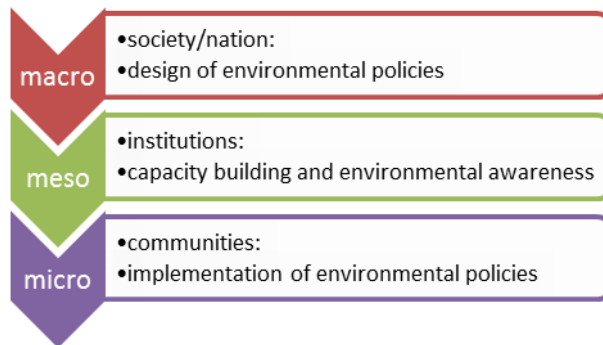 macro
•society/nation:
•design of environmental policies
meso
•institutions:
•capacity building and environmental awareness
micro
•communities:
•implementation of environmental policies